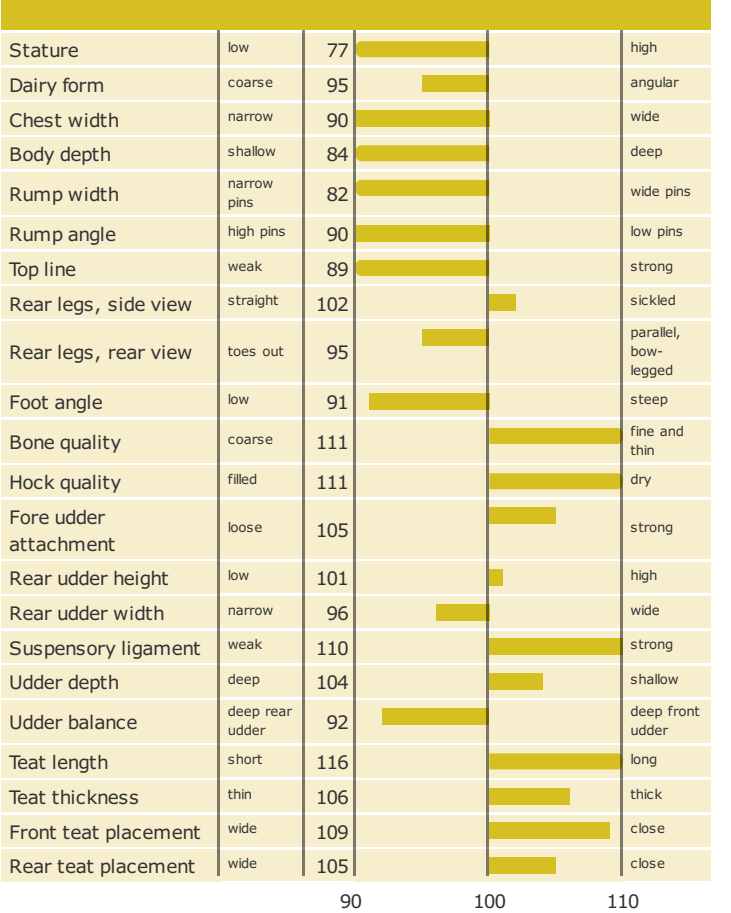 Stature low 77 high
Dairy form coarse 95 angular
Chest width narrow 90 wide
Body depth shallow 84 deep
Rump width narrow pins 82 wide pins
Rump angle high pins 90 low pins
Top line weak 89 strong
Rear legs, side view straight 102 sickled
Rear legs, rear view toes out 95 parallel, bow-legged
Foot angle low 91 steep
Bone quality coarse 111 fine and thin
Hock quality filled 111 dry
Fore udder attachment loose 105 strong
Rear udder height low 101 high
Rear udder width narrow 96 wide
Suspensory ligament weak 110 strong
Udder depth deep 104 shallow
Udder balance deep rear udder 92 deep front udder
Teat length short 116 long
Teat thickness thin 106 thick
Front teat placement wide 109 close
Rear teat placement wide 105 close
90 100 110